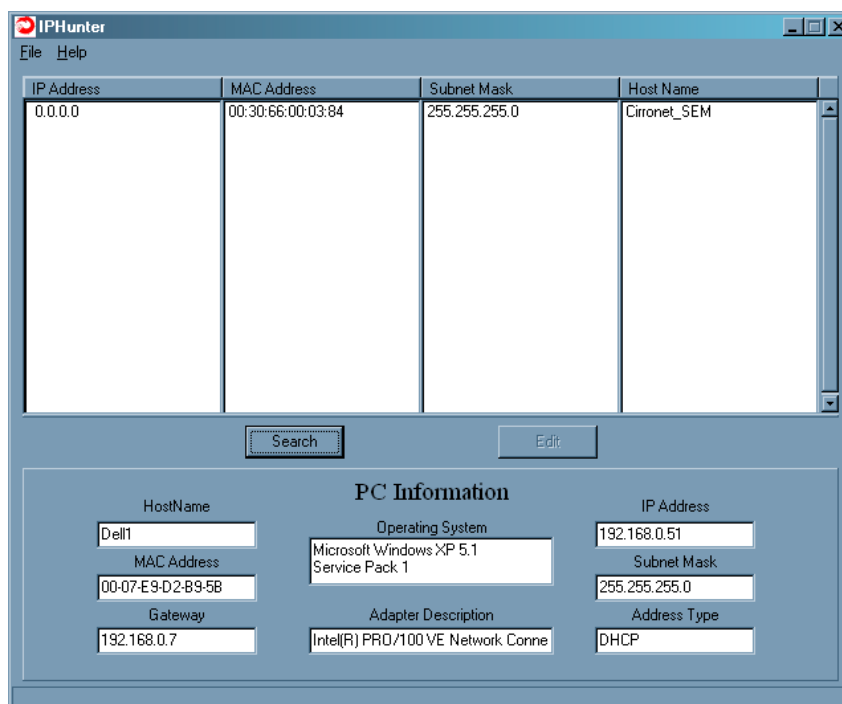 IPHunter
File Help
IP Address MAC Address Subnet Mask Host Name
0.0.0.0 00:30:66:00:03:84 255.255.255.0 Cirronet_SEM
Search Edit
PC Information
HostName
Dell1
MAC Address
00-07-E9-D2-B9-5B
Gateway
192.168.0.7
Operating System
Microsoft Windows XP 5.1
Service Pack 1
Adapter Description
Intel(R) PRO/100 VE Network Conne
IP Address
192.168.0.51
Subnet Mask
255.255.255.0
Address Type
DHCP